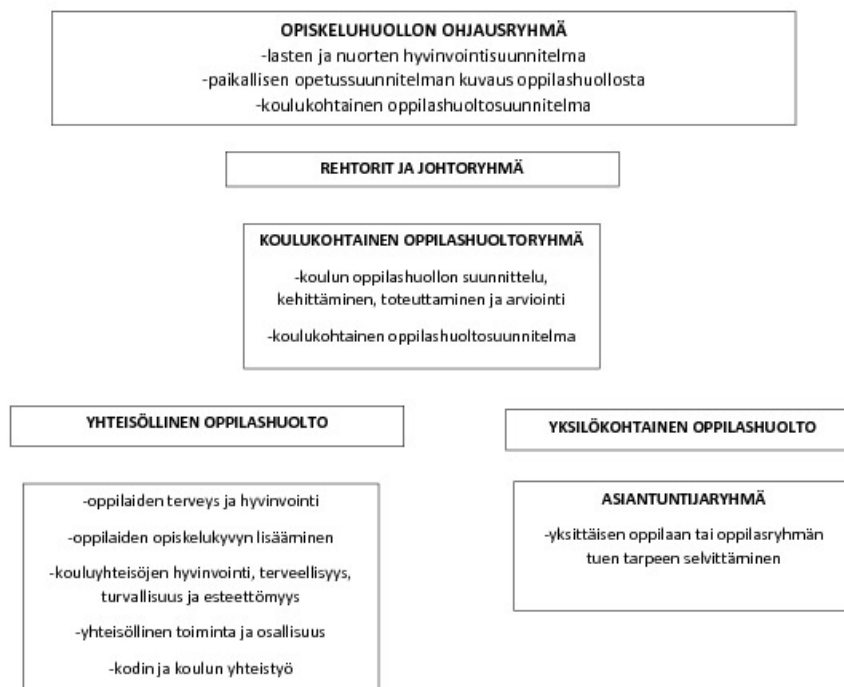 OPISKELUHUOLLON OHJAUSRYHMÄ
-lasten ja nuorten hyvinvointisuunnitelma
-paikallisen opetussuunnitelman kuvaus oppilashuollosta
-koulukohtainen oppilashuoltosuunnitelma
REHTORIT JA JOHTORYHMÄ
KOULUKOHTAINEN OPPILASHUOLTORYHMÄ
-koulun oppilashuollon suunnittelu,
kehittäminen, toteuttaminen ja arviointi
-koulukohtainen oppilashuoltosuunnitelma
YHTEISÖLLINEN OPPILASHUOLTO
-oppilaiden terveys ja hyvinvointi
-oppilaiden opiskelukyvyn lisääminen
-kouluyhteisöjen hyvinvointi, terveellisyys,
turvallisuus ja esteettömyys
-yhteisöllinen toiminta ja osallisuus
-kodin ja koulun yhteistyö
YKSILÖKOHTAINEN OPPILASHUOLTO
ASIANTUNTIJARYHMÄ
-yksittäisen oppilaan tai oppilasryhmän
tuen tarpeen selvittäminen